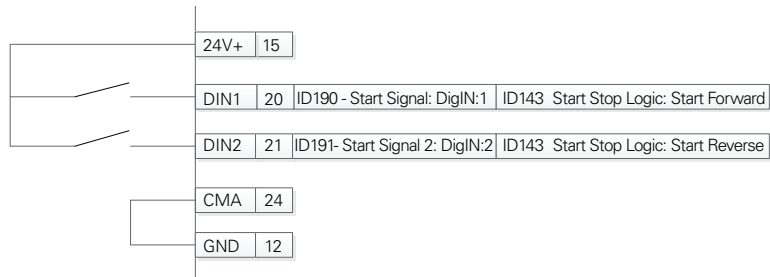 24V+ 15
DIN1 20 ID190 - Start Signal: DigIN:1 ID143 Start Stop Logic: Start Forward
DIN2 21 ID191- Start Signal 2: DigIN:2 ID143 Start Stop Logic: Start Reverse
CMA 24
GND 12